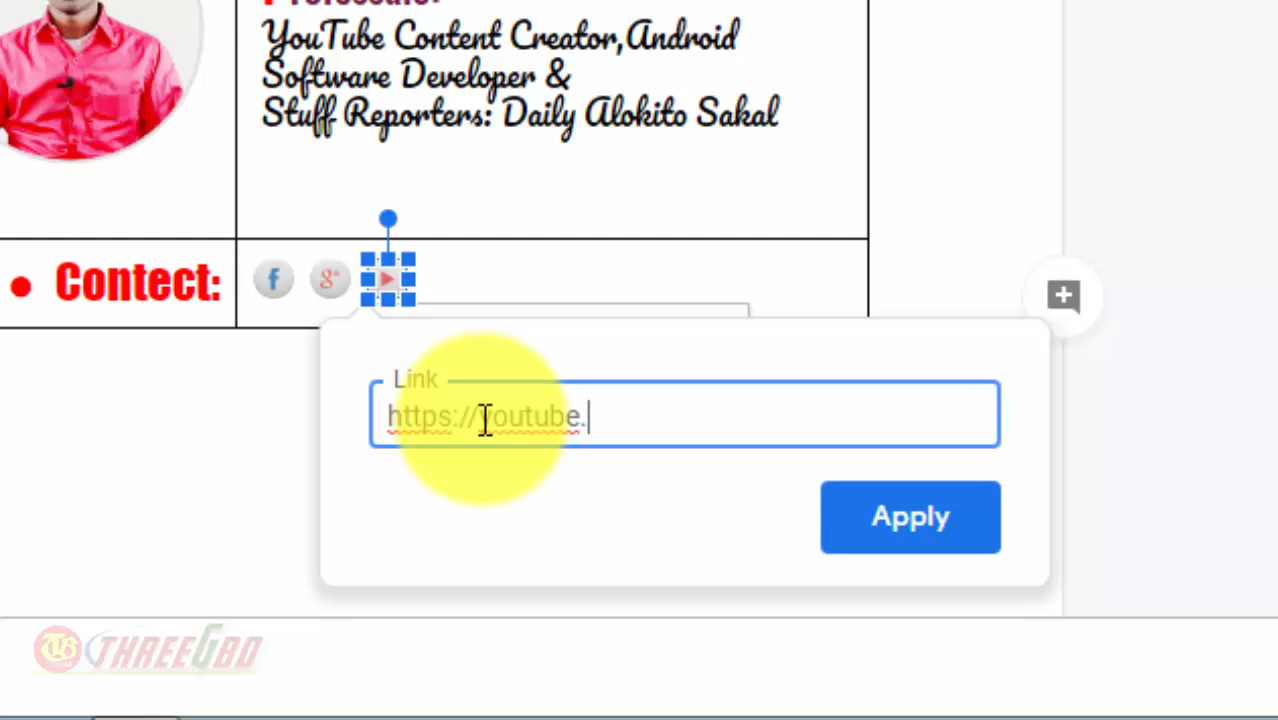 YouTube Content Creator,Android
Software Developer &
Stuff Reporters: Daily Alokito Sakal
Contect:
f
g+
Link
https://youtube.
Apply
THREEGBD